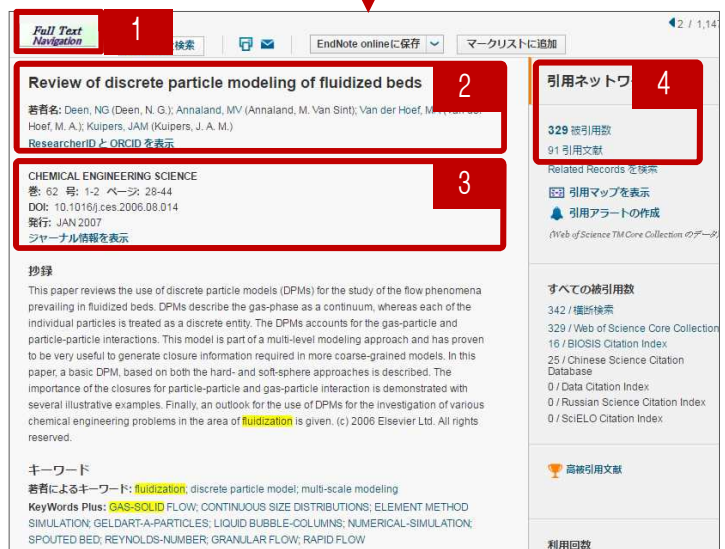 Full Text
Navigation
1
検索
EndNote onlineに保存
マークリストに追加
2 / 1,147
Review of discrete particle modeling of fluidized beds
2
著者名: Deen, NG (Deen, N. G.); Annaland, MV (Annaland, M. Van Sint); Van der Hoef, M
Hoef, M. A.); Kuipers, JAM (Kuipers, J. A. M.)
ResearcherID と ORCID を表示
CHEMICAL ENGINEERING SCIENCE
3
巻: 62 号: 1-2 ページ: 28-44
DOI: 10.1016/j.ces.2006.08.014
発行: JAN 2007
ジャーナル情報を表示
抄録
This paper reviews the use of discrete particle models (DPMs) for the study of the flow phenomena
prevailing in fluidized beds. DPMs describe the gas-phase as a continuum, whereas each of the
individual particles is treated as a discrete entity. The DPMs accounts for the gas-particle and
particle-particle interactions. This model is part of a multi-level modeling approach and has proven
to be very useful to generate closure information required in more coarse-grained models. In this
paper, a basic DPM, based on both the hard- and soft-sphere approaches is described. The
importance of the closures for particle-particle and gas-particle interaction is demonstrated with
several illustrative examples. Finally, an outlook for the use of DPMs for the investigation of various
chemical engineering problems in the area of fluidization is given. (c) 2006 Elsevier Ltd. All rights
reserved.
キーワード
著者によるキーワード: fluidization; discrete particle model; multi-scale modeling
KeyWords Plus: GAS-SOLID FLOW; CONTINUOUS SIZE DISTRIBUTIONS; ELEMENT METHOD
SIMULATION; GELDART-A-PARTICLES; LIQUID BUBBLE-COLUMNS; NUMERICAL-SIMULATION;
SPOUTED BED; REYNOLDS-NUMBER; GRANULAR FLOW; RAPID FLOW
引用ネットワ
4
329 被引用数
91 引用文献
Related Records を検索
引用マップを表示
引用アラートの作成
(Web of Science TM Core Collection のデータ
すべての被引用数
342 / 横断検索
329 / Web of Science Core Collection
16 / BIOSIS Citation Index
25 / Chinese Science Citation
Database
0 / Data Citation Index
0 / Russian Science Citation Index
0 / SciELO Citation Index
高被引用文献
利用回数